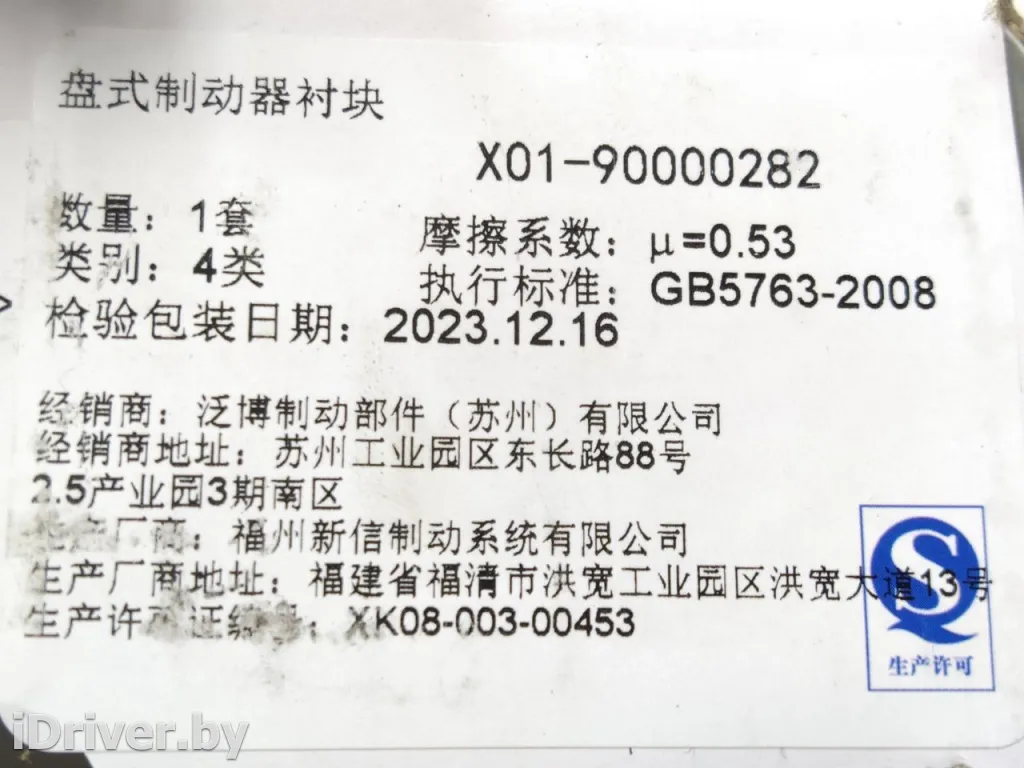 盘式制动器衬块
X01-90000282
数量：1套
摩擦系数：μ=0.53
类别：4类
执行标准：GB5763-2008
检验包装日期：2023.12.16
经销商：泛博制动部件（苏州）有限公司
经销商地址：苏州工业园区东长路88号
2.5产业园3期南区
生产厂商：福州新信制动系统有限公司
生产厂商地址：福建省福清市洪宽工业园区洪宽大道13号
生产许可证编号：XK08-003-00453
生产许可
iDriver.by